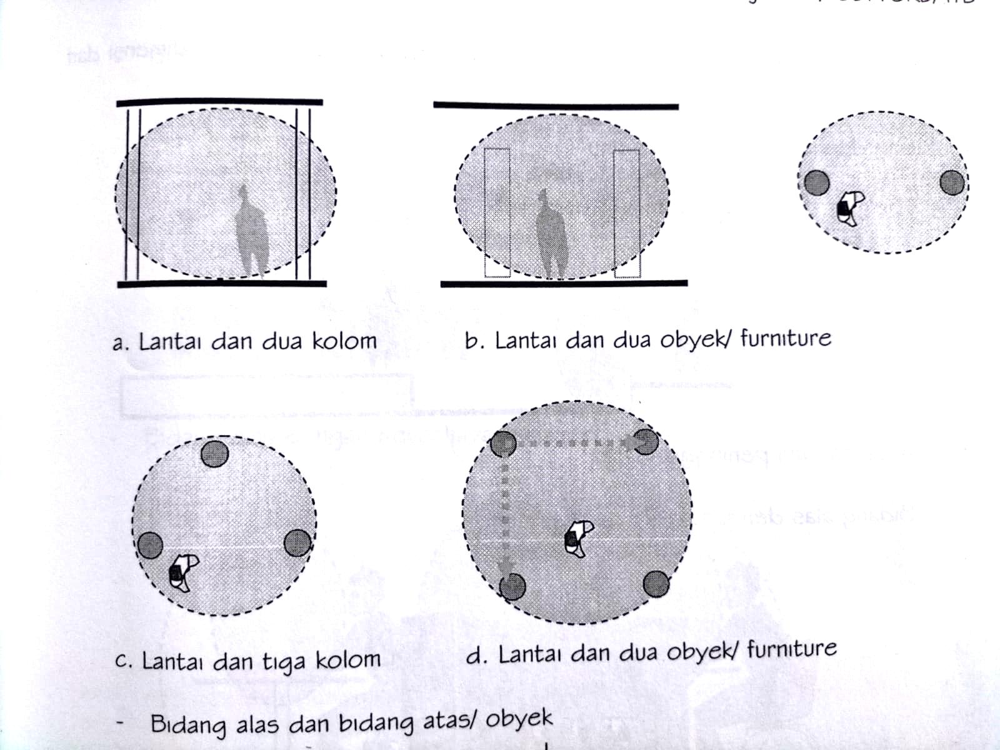 a. Lantai dan dua kolom
b. Lantai dan dua obyek/ furniture
c. Lantai dan tiga kolom
d. Lantai dan dua obyek/ furniture
- Bidang alas dan bidang atas/ obyek